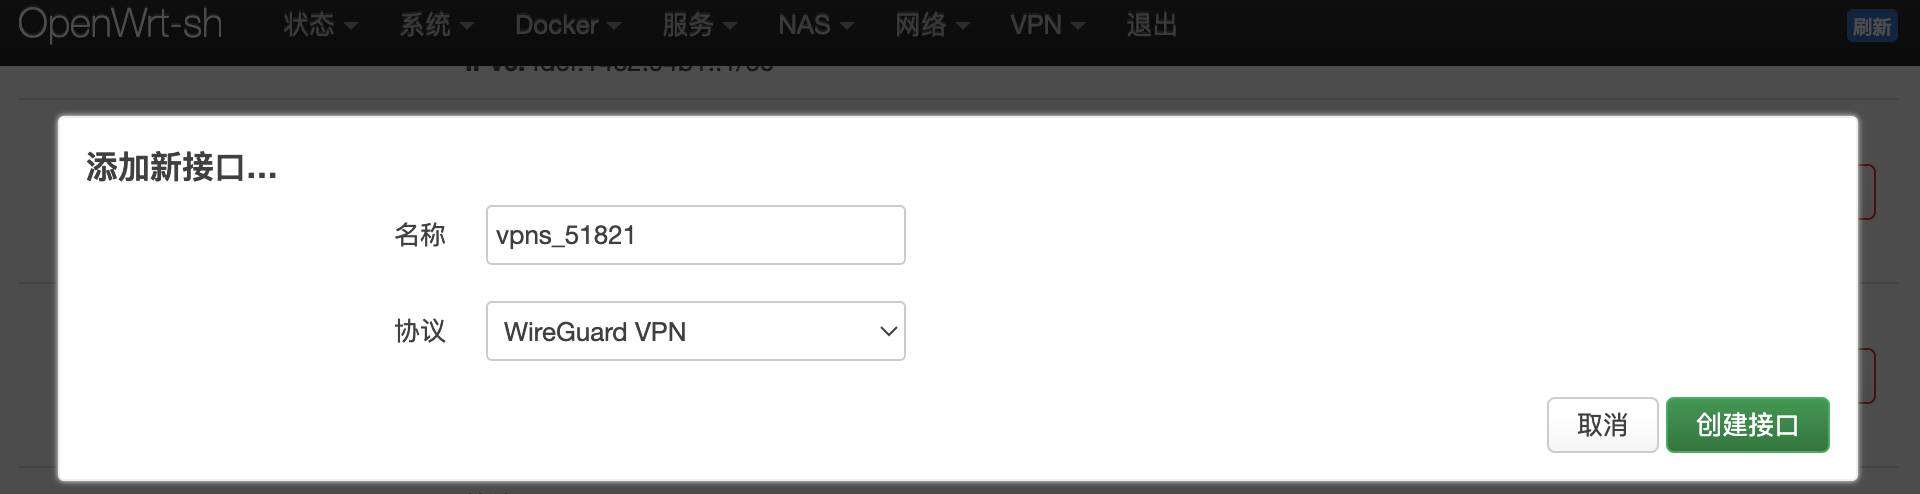 OpenWrt-sh 状态 系统 Docker 服务 NAS 网络 VPN 退出 刷新
添加新接口...
名称 vpns_51821
协议 WireGuard VPN
取消 创建接口